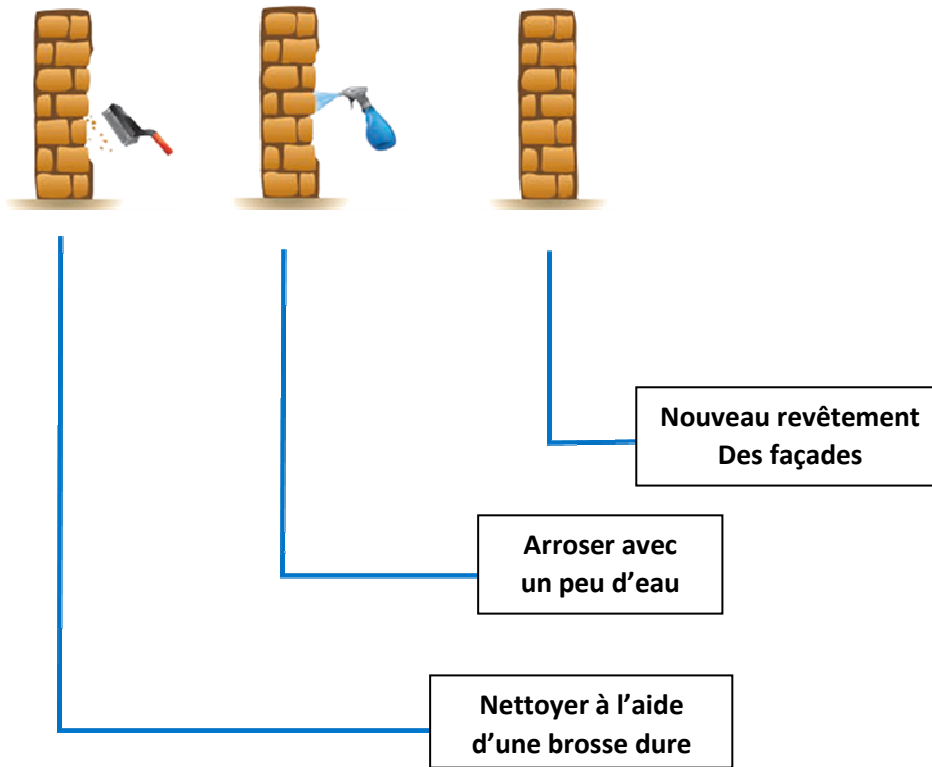 Nouveau revêtement
Des façades
Arroser avec
un peu d’eau
Nettoyer à l’aide
d’une brosse dure